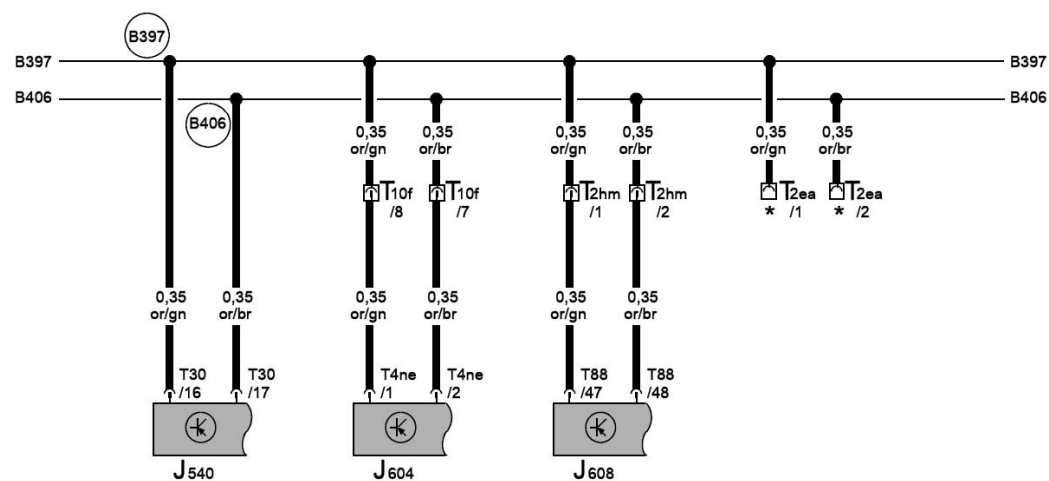 B397
B397
B397
B406
B406
B406
0,35
or/gn
0,35
or/br
0,35
or/gn
0,35
or/br
0,35
or/gn
0,35
or/br
T10f
/8
T10f
/7
T2hm
/1
T2hm
/2
T2ea
* /1
T2ea
* /2
0,35
or/gn
0,35
or/br
0,35
or/gn
0,35
or/br
0,35
or/gn
0,35
or/br
T30
/16
T30
/17
T4ne
/1
T4ne
/2
T88
/47
T88
/48
J540
J604
J608